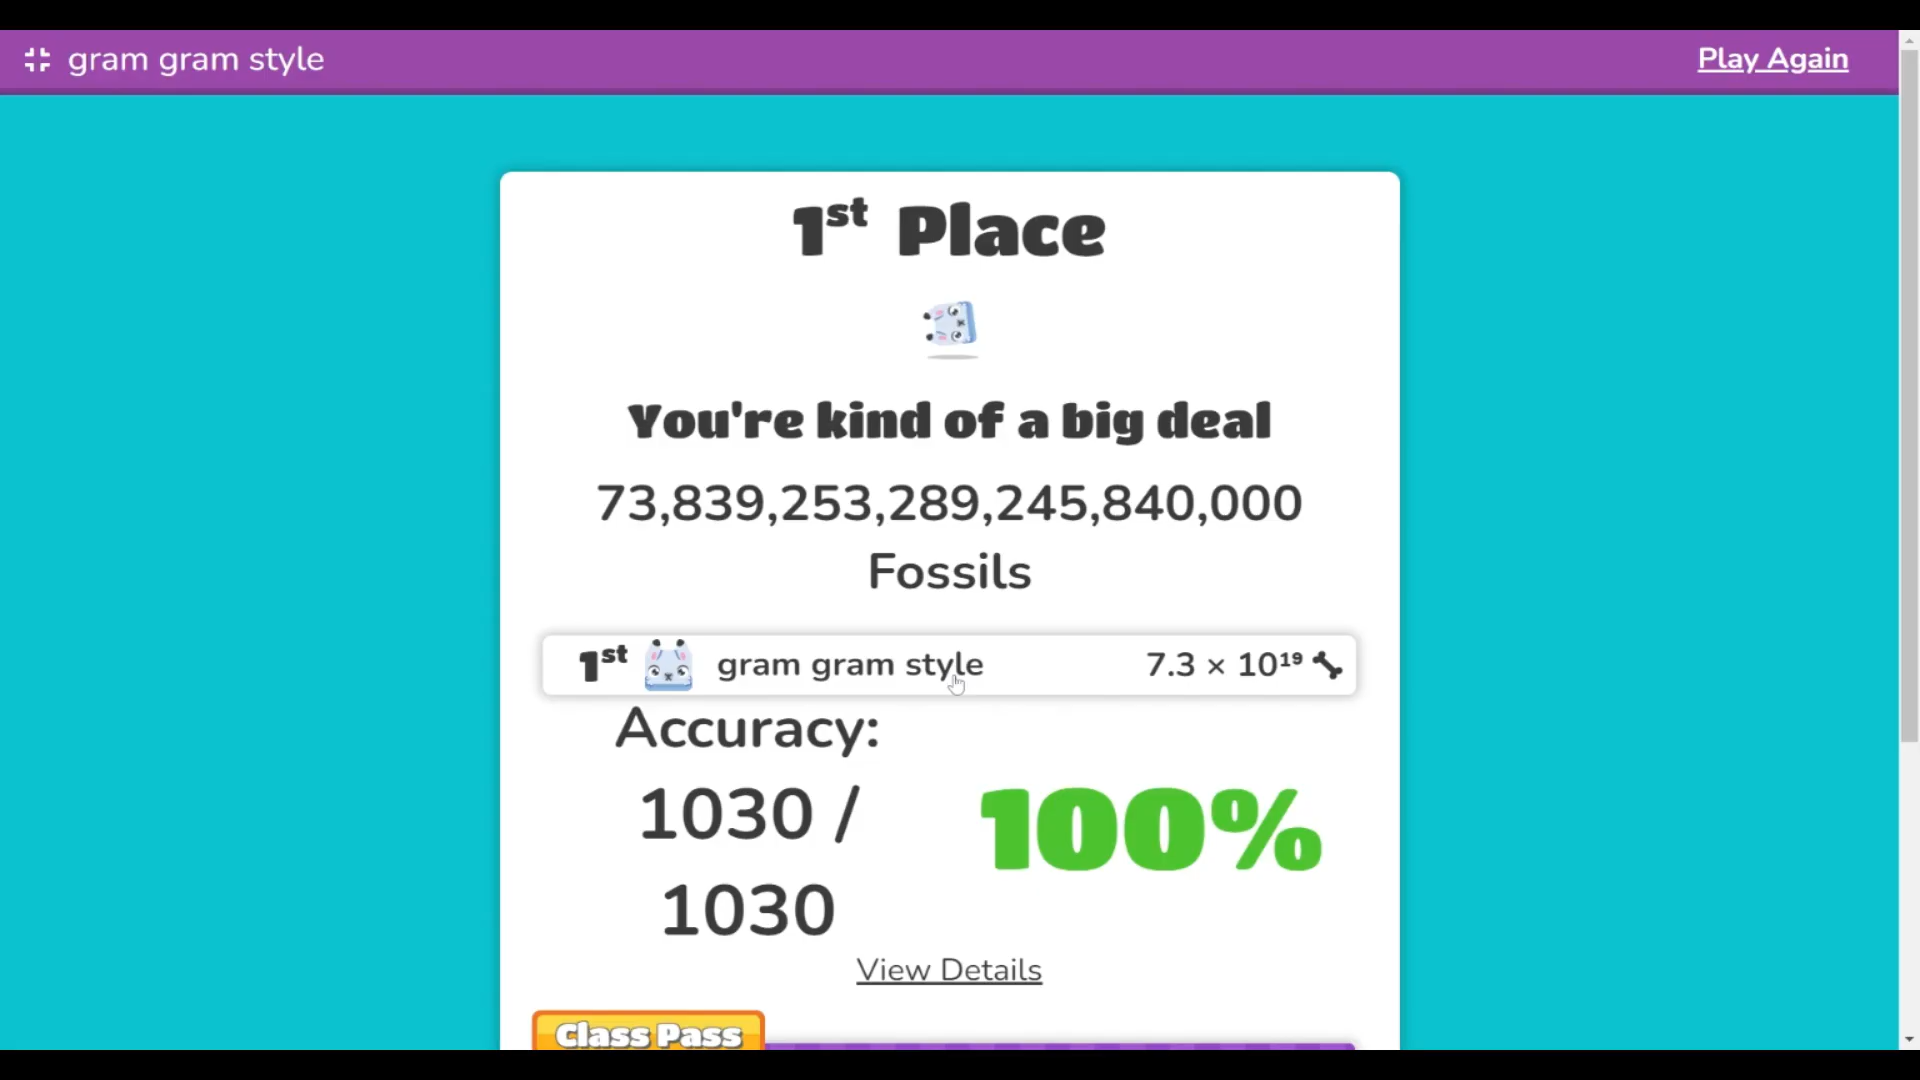 gram gram style
Play Again
1st Place
You're kind of a big deal
73,839,253,289,245,840,000
Fossils
1st gram gram style 7.3 × 10¹⁹
Accuracy:
1030 /
1030
100%
View Details
Class Pass